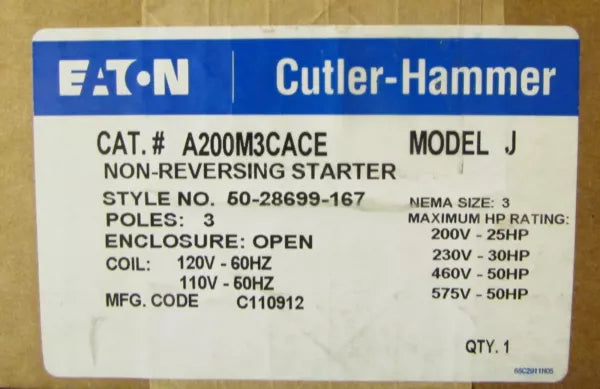 EATON Cutler-Hammer
CAT. # A200M3CACE MODEL J
NON-REVERSING STARTER
STYLE NO. 50-28699-167
POLES: 3
ENCLOSURE: OPEN
COIL: 120V - 60HZ
110V - 50HZ
MFG. CODE C110912
NEMA SIZE: 3
MAXIMUM HP RATING:
200V - 25HP
230V - 30HP
460V - 50HP
575V - 50HP
QTY. 1